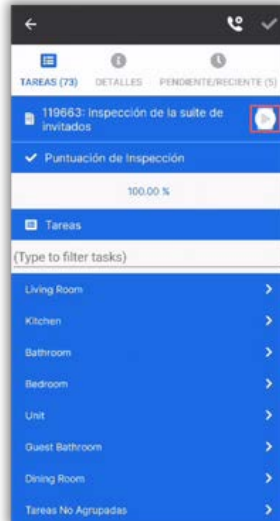 TAREAS (73) DETALLES PENDIENTE/RECIENTE (5)
119663: Inspección de la suite de
invitados
Puntuación de Inspección
100.00 %
Tareas
(Type to filter tasks)
Living Room
Kitchen
Bathroom
Bedroom
Unit
Guest Bathroom
Dining Room
Tareas No Agrupadas